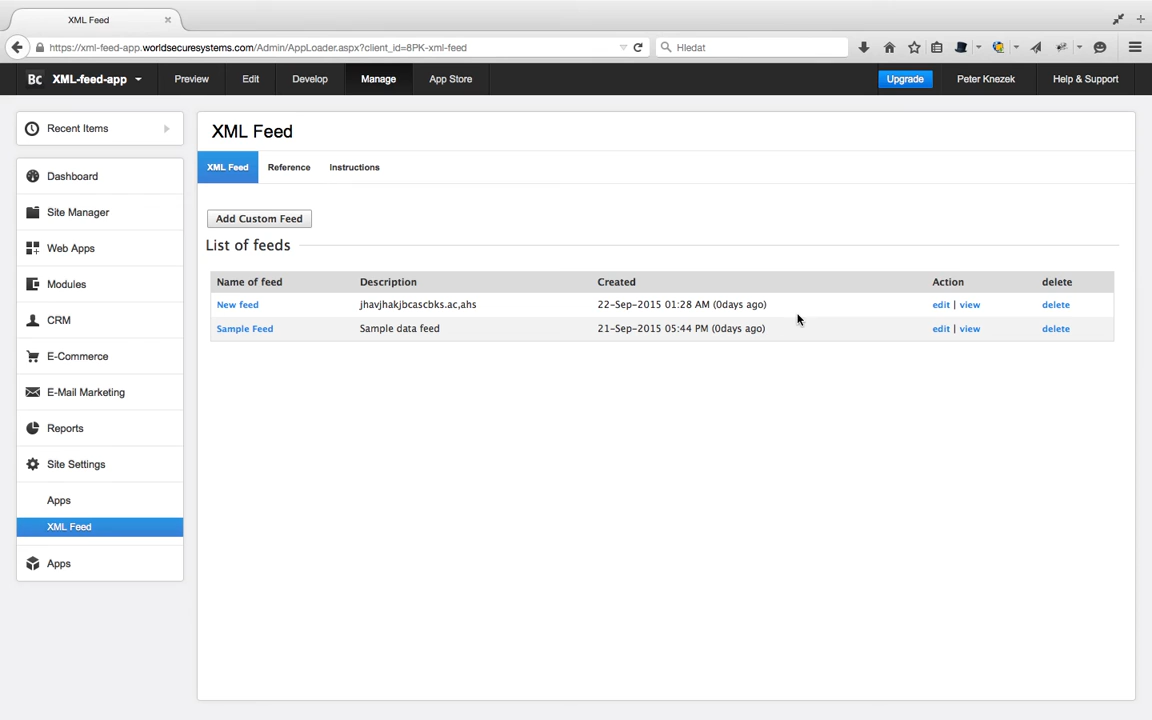 XML Feed
https://xml-feed-app.worldsecuresystems.com/Admin/AppLoader.aspx?client_id=8PK-xml-feed
Hledat
Bc XML-feed-app Preview Edit Develop Manage App Store Upgrade Peter Knezek Help & Support
Recent Items
Dashboard
Site Manager
Web Apps
Modules
CRM
E-Commerce
E-Mail Marketing
Reports
Site Settings
Apps
XML Feed
Apps
XML Feed
XML Feed Reference Instructions
Add Custom Feed
List of feeds
Name of feed Description Created Action delete
New feed jhavjhakjbcascbks.ac,ahs 22-Sep-2015 01:28 AM (0days ago) edit | view delete
Sample Feed Sample data feed 21-Sep-2015 05:44 PM (0days ago) edit | view delete